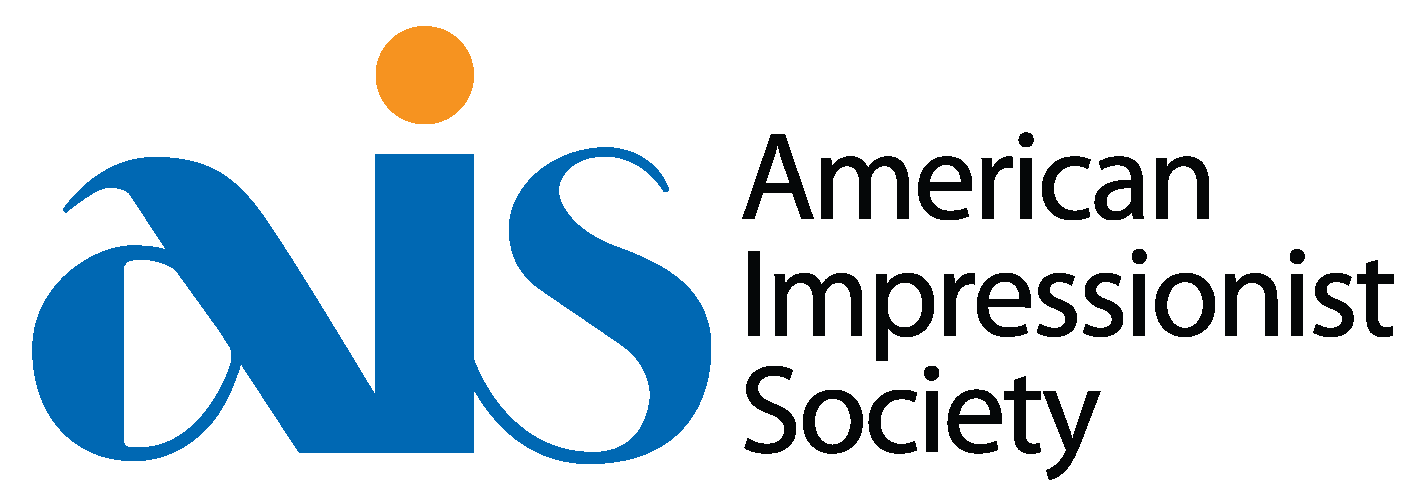 ais
American
Impressionist
Society